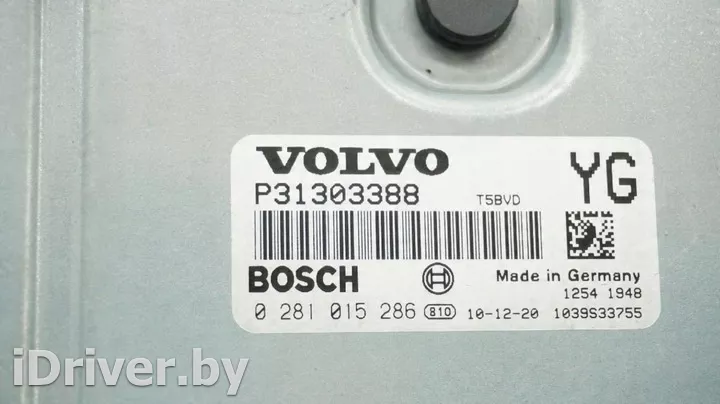 VOLVO
YG
P31303388 T5BVD
BOSCH
Made in Germany
1254 1948
0 281 015 286 810 10-12-20 1039S33755
iDriver.by